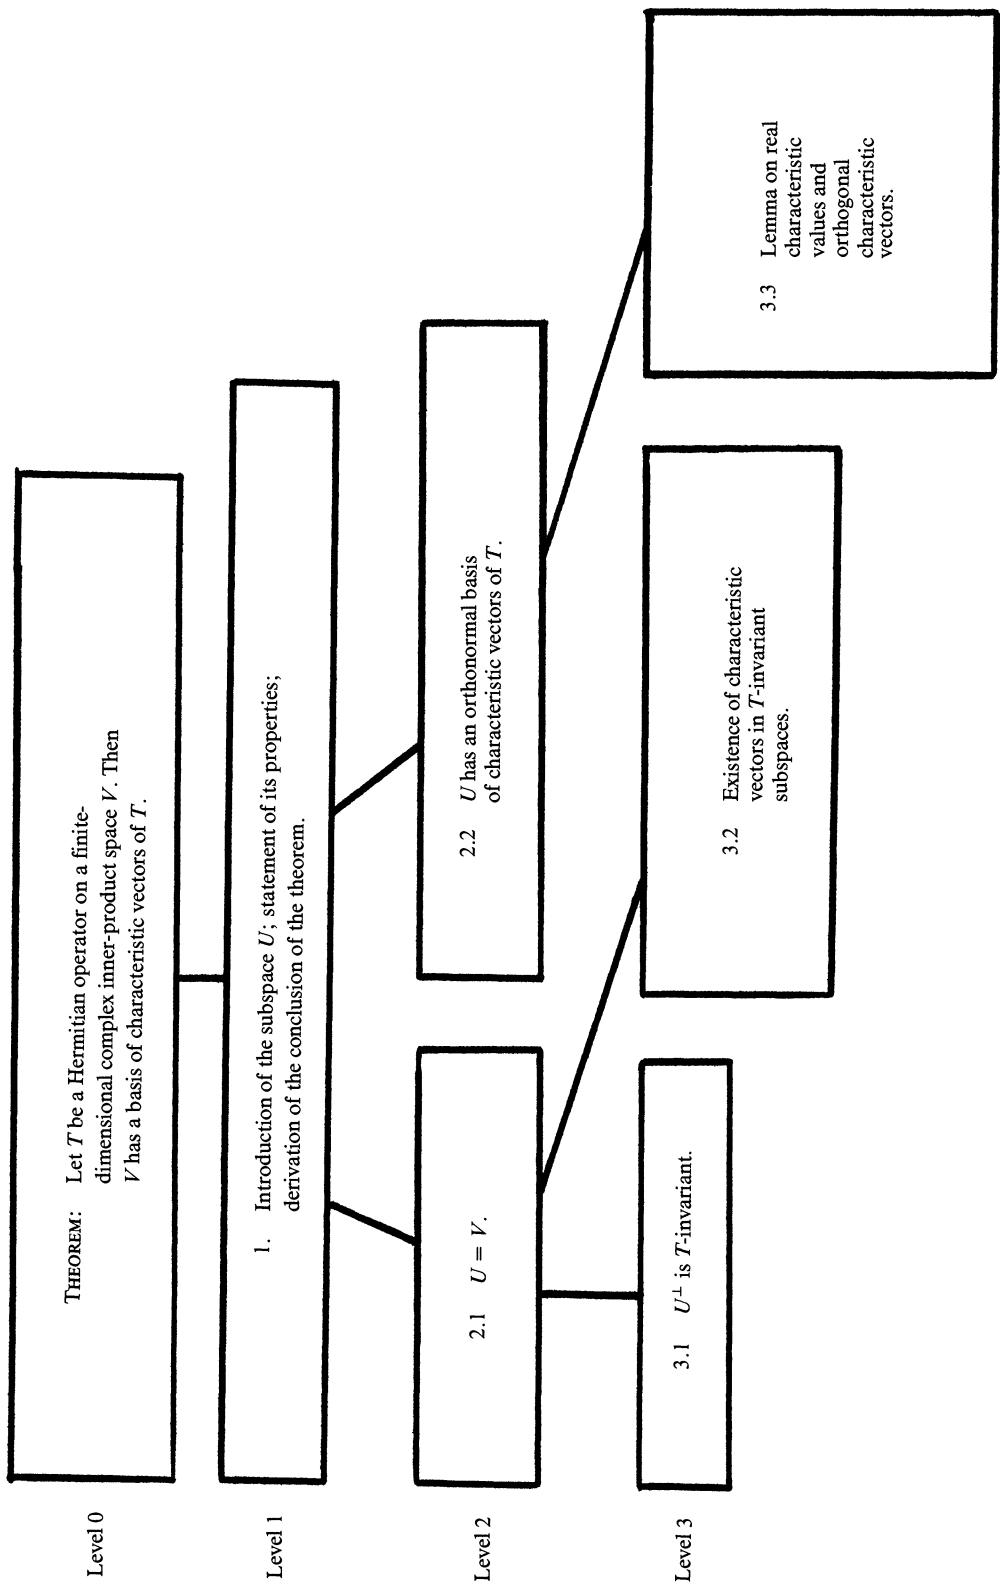 Level 0
THEOREM: Let T be a Hermitian operator on a finite-
dimensional complex inner-product space V. Then
V has a basis of characteristic vectors of T.
Level 1
1. Introduction of the subspace U; statement of its properties;
derivation of the conclusion of the theorem.
Level 2
2.1 U = V.
2.2 U has an orthonormal basis
of characteristic vectors of T.
Level 3
3.1 U⊥ is T-invariant.
3.2 Existence of characteristic
vectors in T-invariant
subspaces.
3.3 Lemma on real
characteristic
values and
orthogonal
characteristic
vectors.